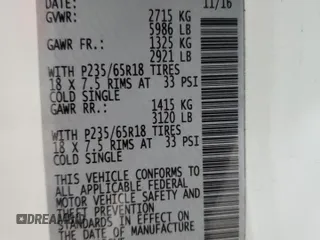 DATE: 11/16
GVWR: 2715 KG
5986 LB
GAWR FR.: 1325 KG
2921 LB
WITH P235/65R18 TIRES
18 X 7.5 RIMS AT 33 PSI
COLD SINGLE
GAWR RR.: 1415 KG
3120 LB
WITH P235/65R18 TIRES
18 X 7.5 RIMS AT 33 PSI
COLD SINGLE
THIS VEHICLE CONFORMS TO
ALL APPLICABLE FEDERAL
MOTOR VEHICLE SAFETY AND
PREVENTION
STANDARDS IN EFFECT ON
THE DATE OF MANUFACTURE